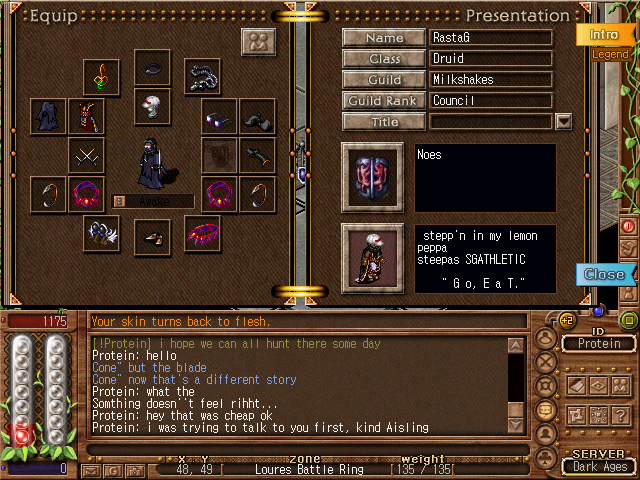 Equip
Presentation
Name RastaG
Class Druid
Guild Milkshakes
Guild Rank Council
Title
Intro
Legend
Noes
Awake
stepp'n in my lemon
peppa
steepas SGATHLETIC
" G o, E a T."
Close
1175
Your skin turns back to flesh.
[!Protein] i hope we can all hunt there some day
Protein: hello
Cone" but the blade
Cone" now that's a different story
Protein: what the
Somthing doesn''t feel rihht...
Protein: hey that was cheap ok
Protein: i was trying to talk to you first, kind Aisling
+2
ID
Protein
?
x . Y zone weight
48, 49 Loures Battle Ring [135 / 135[
0
SERVER
Dark Ages